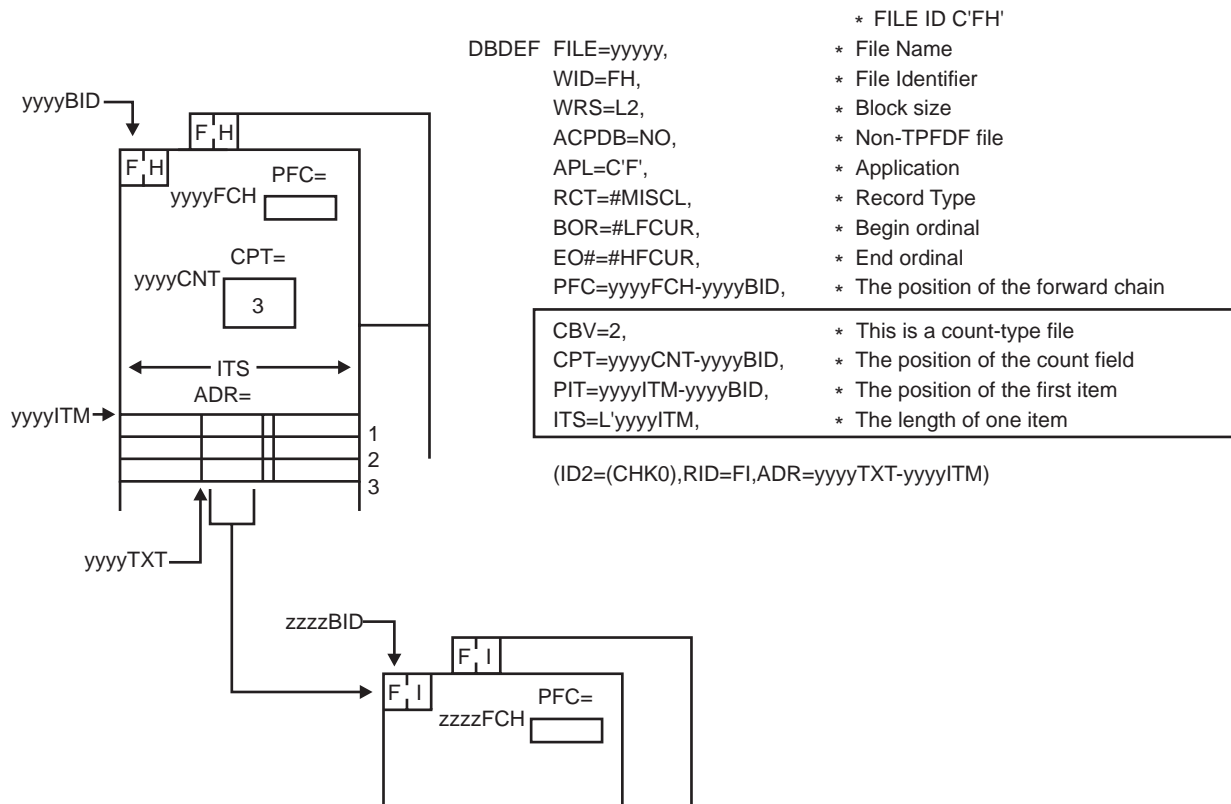 * FILE ID C'FH'
DBDEF FILE=yyyyy, * File Name
WID=FH, * File Identifier
WRS=L2, * Block size
ACPDB=NO, * Non-TPFDF file
APL=C'F', * Application
RCT=#MISCL, * Record Type
BOR=#LFCUR, * Begin ordinal
EO#=#HFCUR, * End ordinal
PFC=yyyyFCH-yyyyBID, * The position of the forward chain
CBV=2, * This is a count-type file
CPT=yyyyCNT-yyyyBID, * The position of the count field
PIT=yyyyITM-yyyyBID, * The position of the first item
ITS=L'yyyyITM, * The length of one item
(ID2=(CHK0),RID=FI,ADR=yyyyTXT-yyyyITM)
yyyyBID
F H
F H
PFC=
yyyyFCH
CPT=
yyyyCNT
3
ITS
ADR=
yyyyITM
1
2
3
yyyyTXT
zzzzBID
F I
F I
PFC=
zzzzFCH